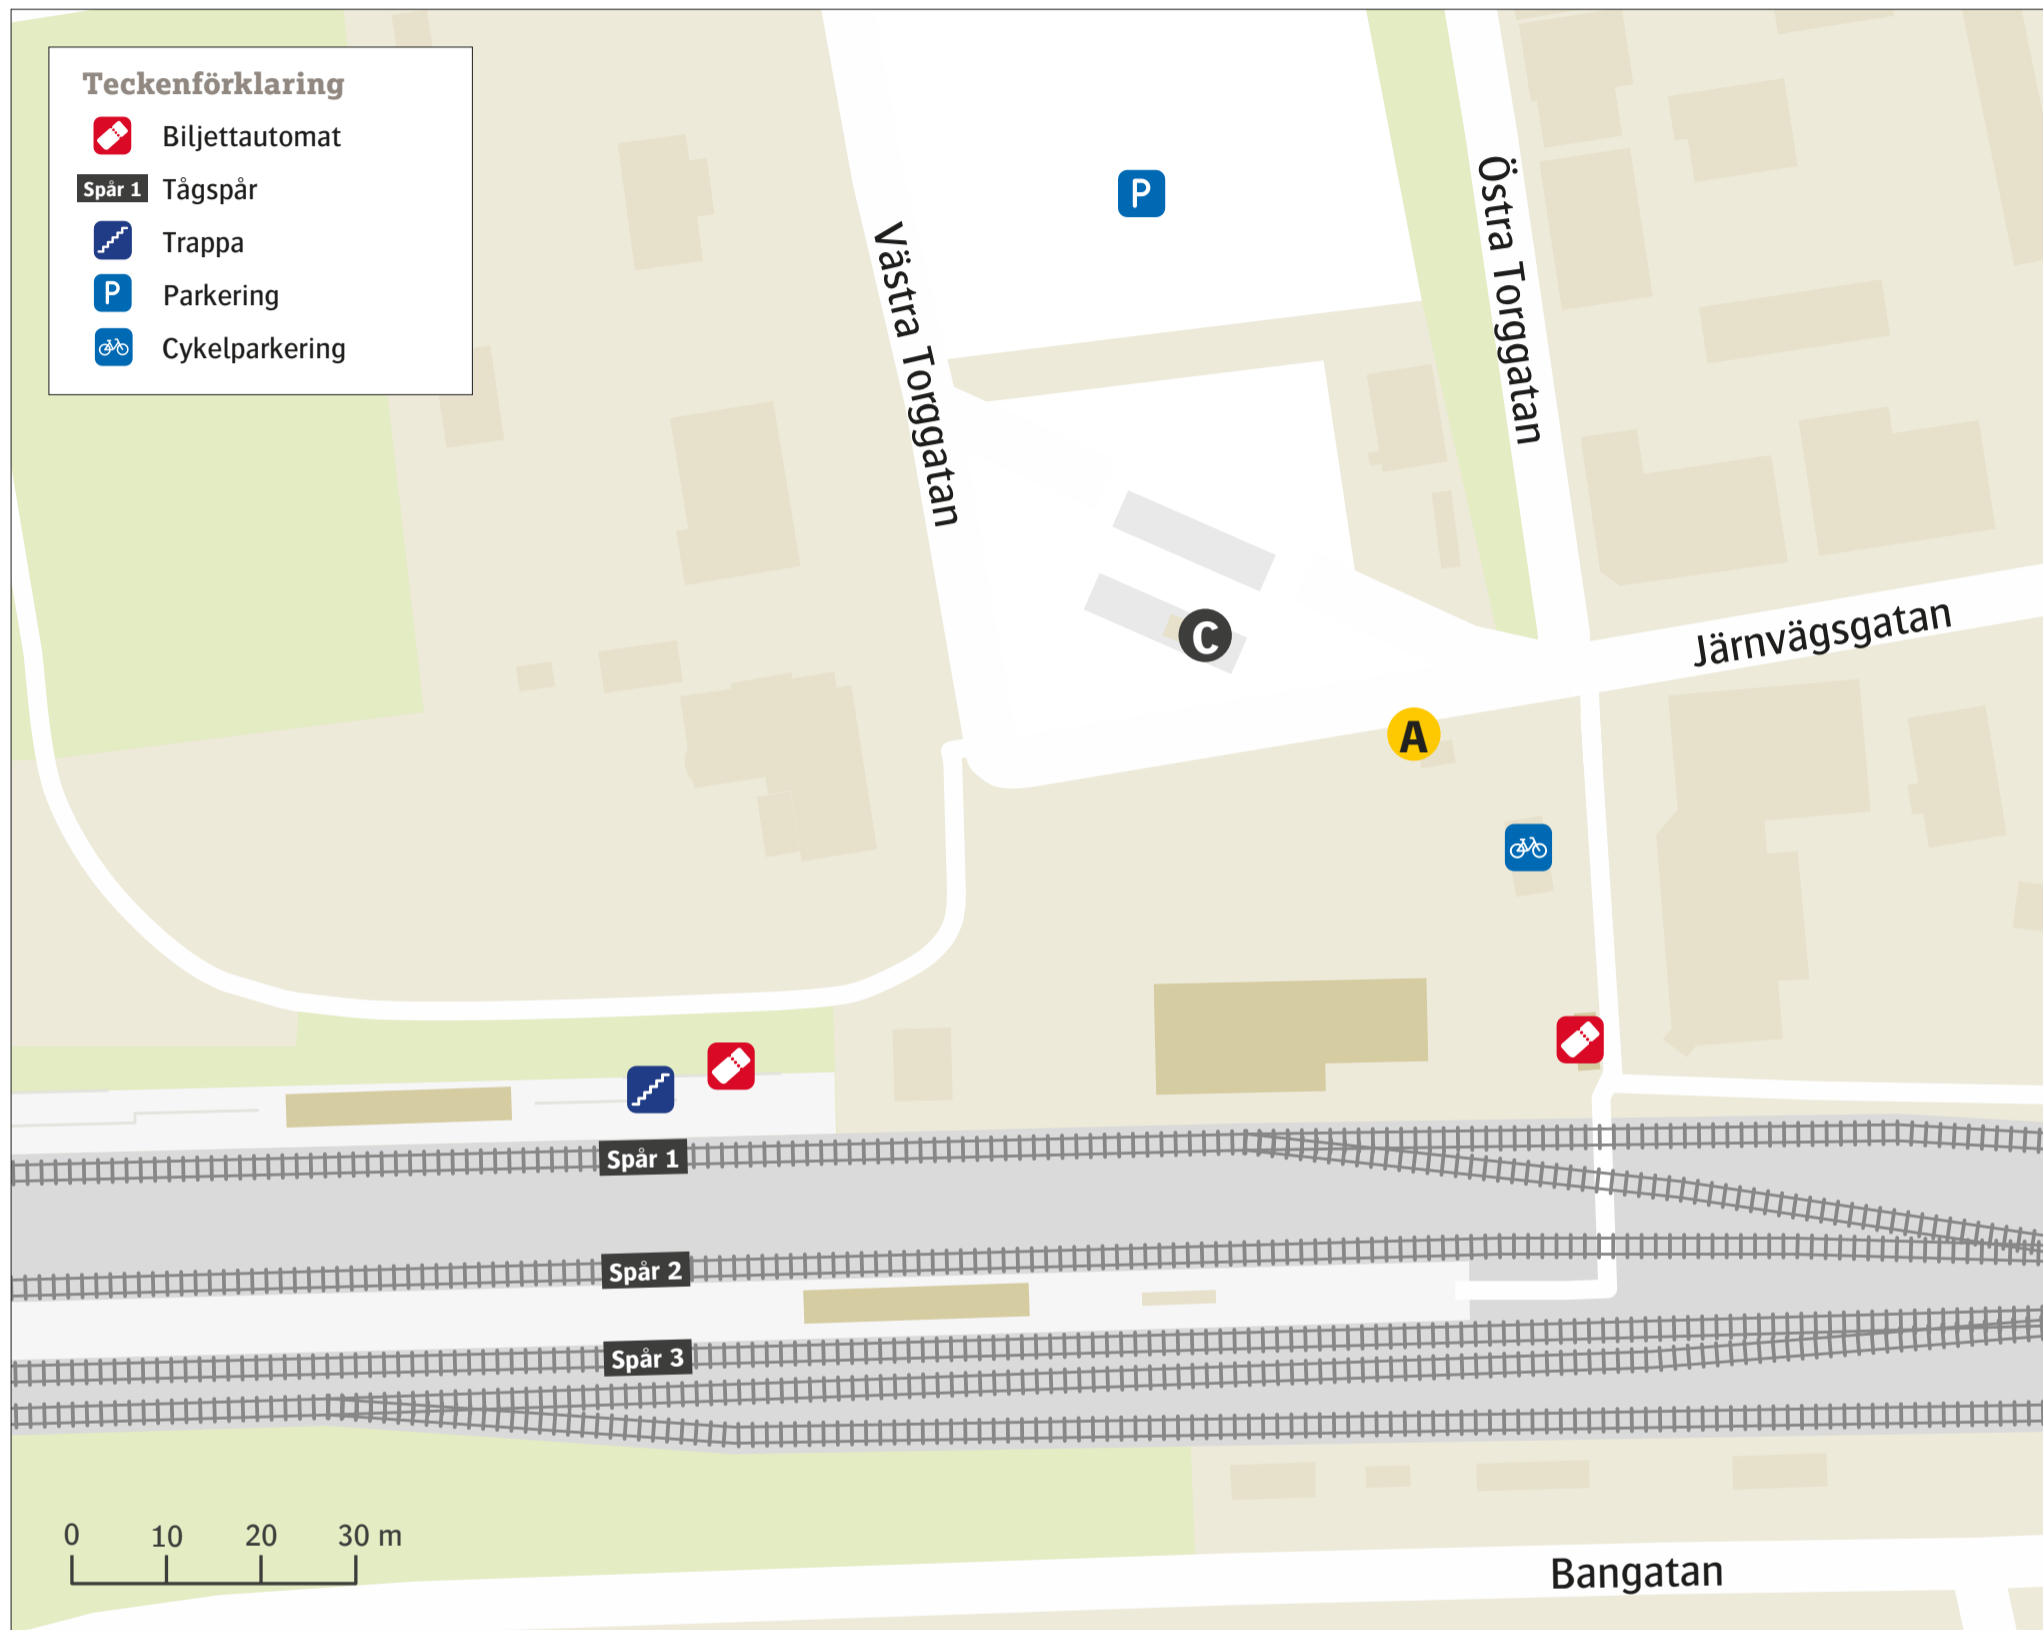 Teckenförklaring
Biljettautomat
Spår 1 Tågspår
Trappa
P Parkering
Cykelparkering
P
Östra Torggatan
Västra Torggatan
C
Järnvägsgatan
A
Spår 1
Spår 2
Spår 3
0 10 20 30 m
Bangatan